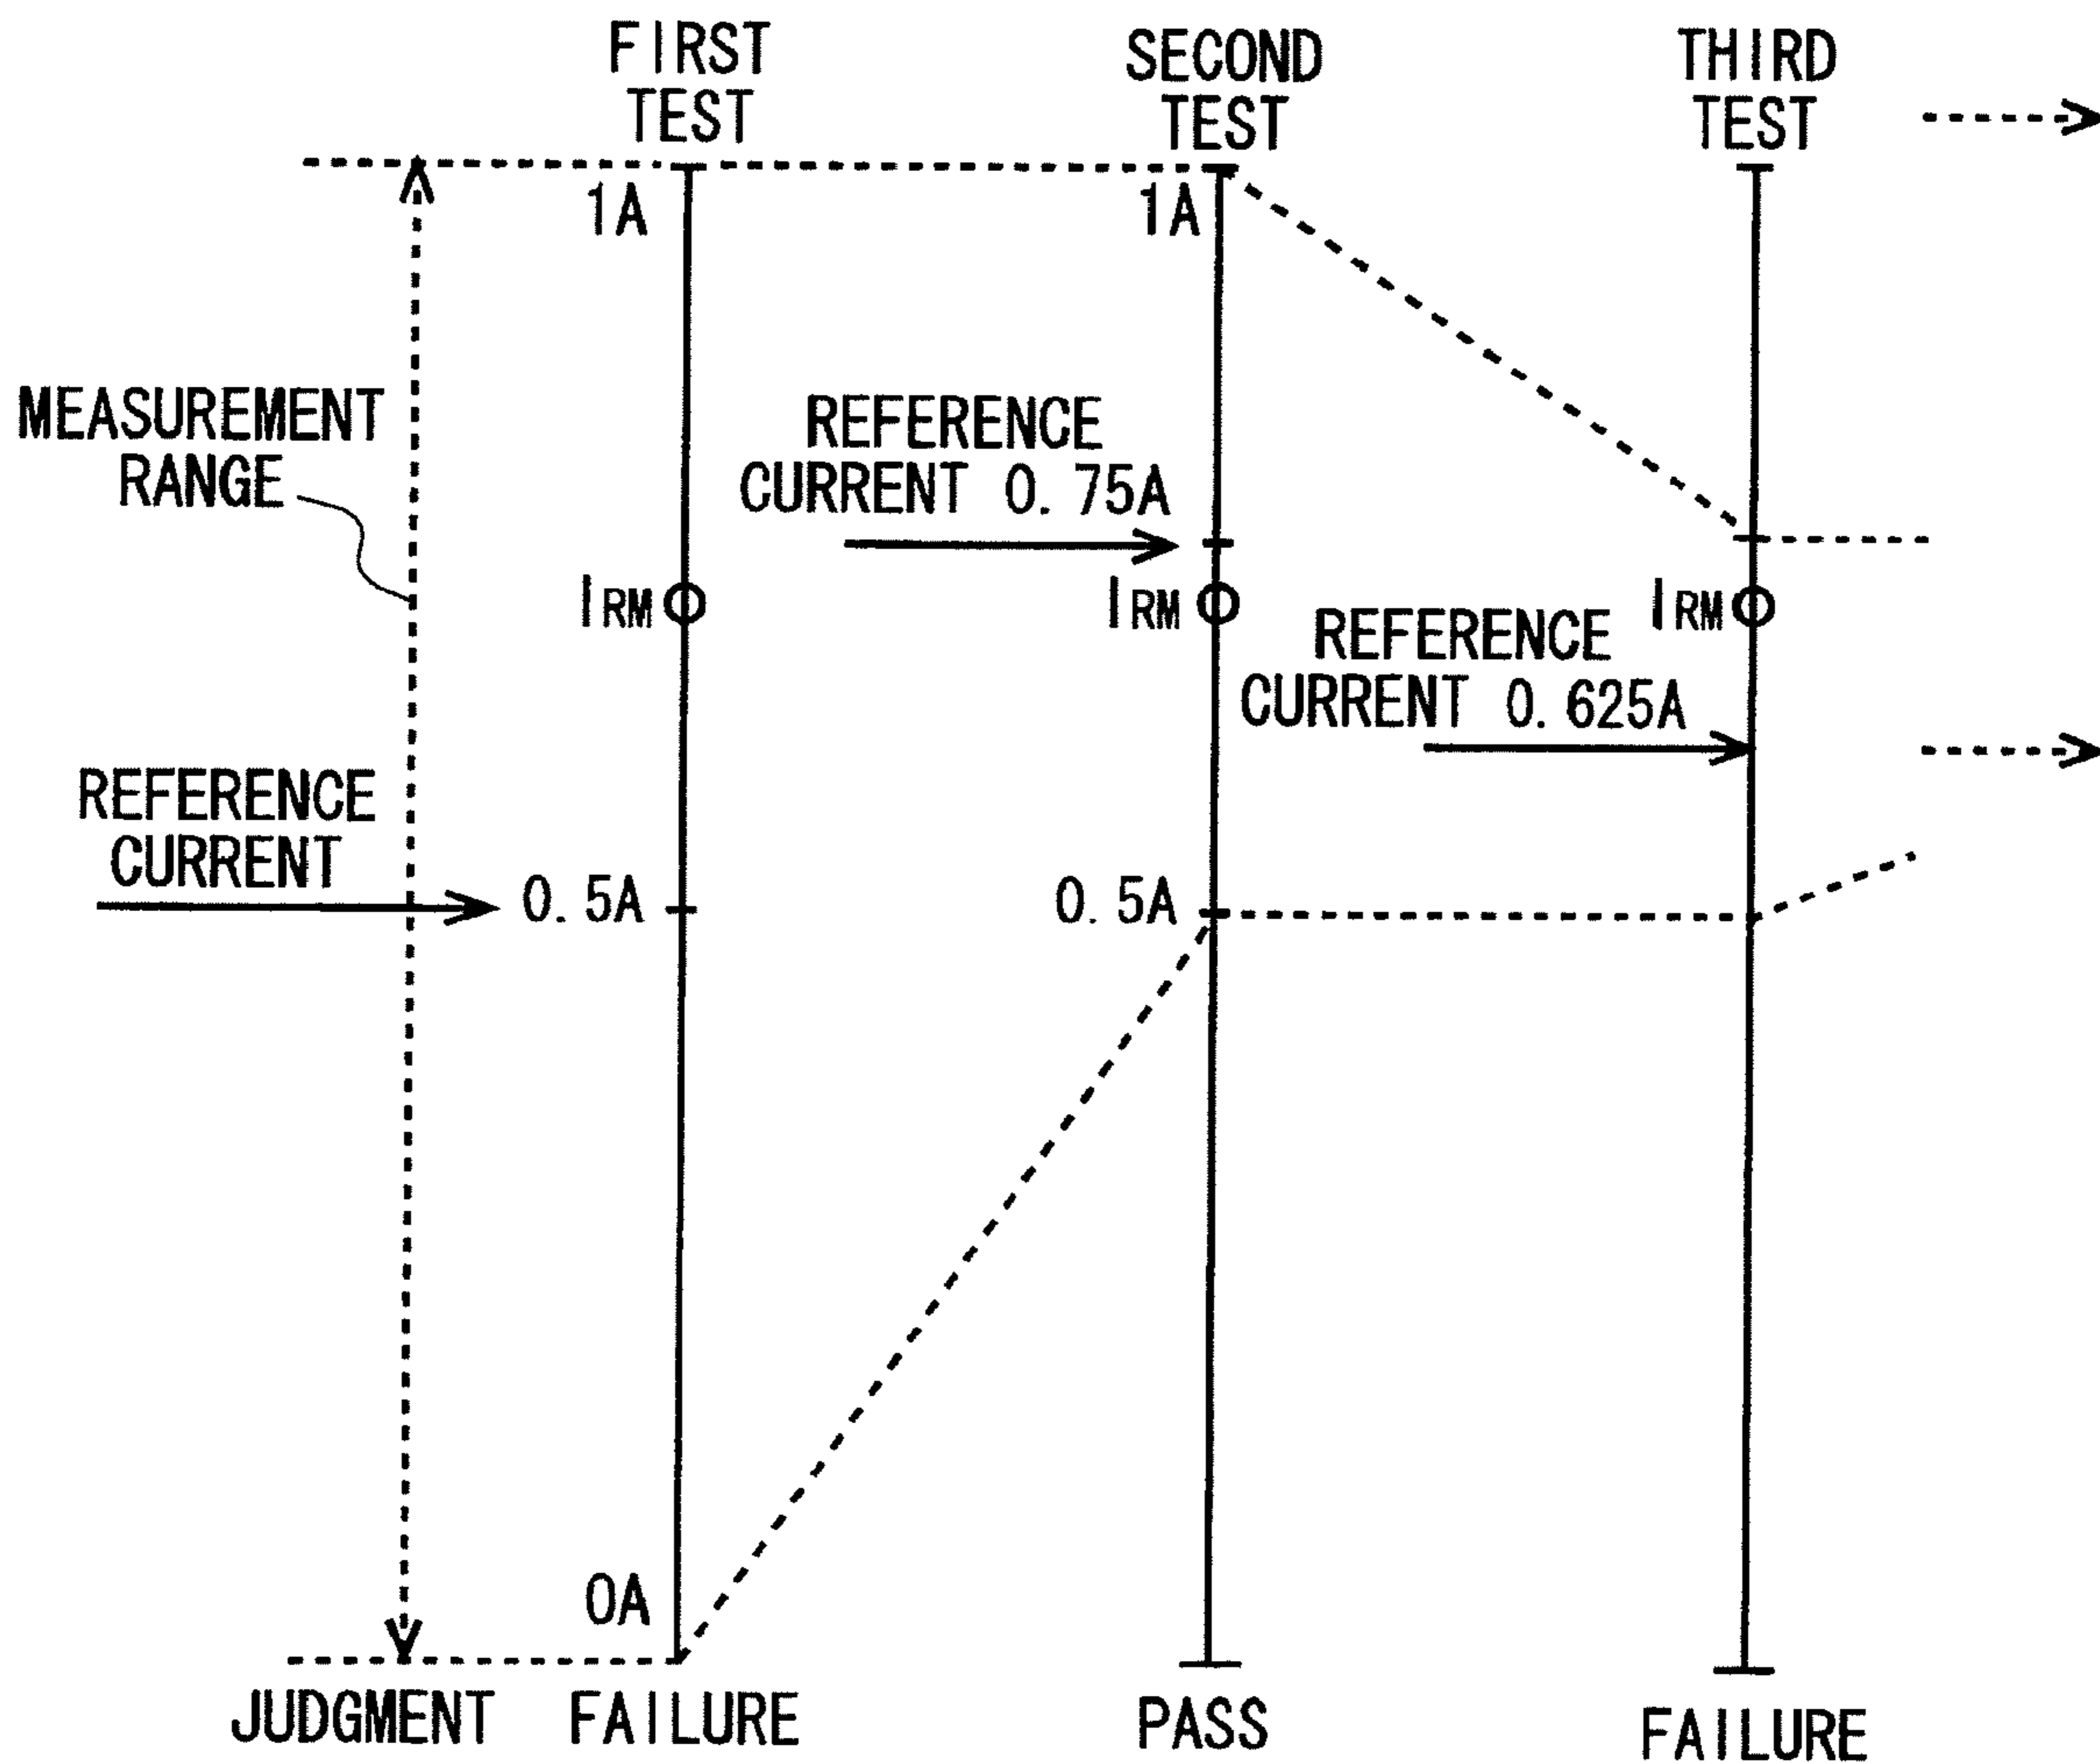 FIRST
TEST
SECOND
TEST
THIRD
TEST
1A
1A
MEASUREMENT
RANGE
REFERENCE
CURRENT 0.75A
IRM
IRM
IRM
REFERENCE
CURRENT 0.625A
REFERENCE
CURRENT
0.5A
0.5A
0A
JUDGMENT
FAILURE
PASS
FAILURE